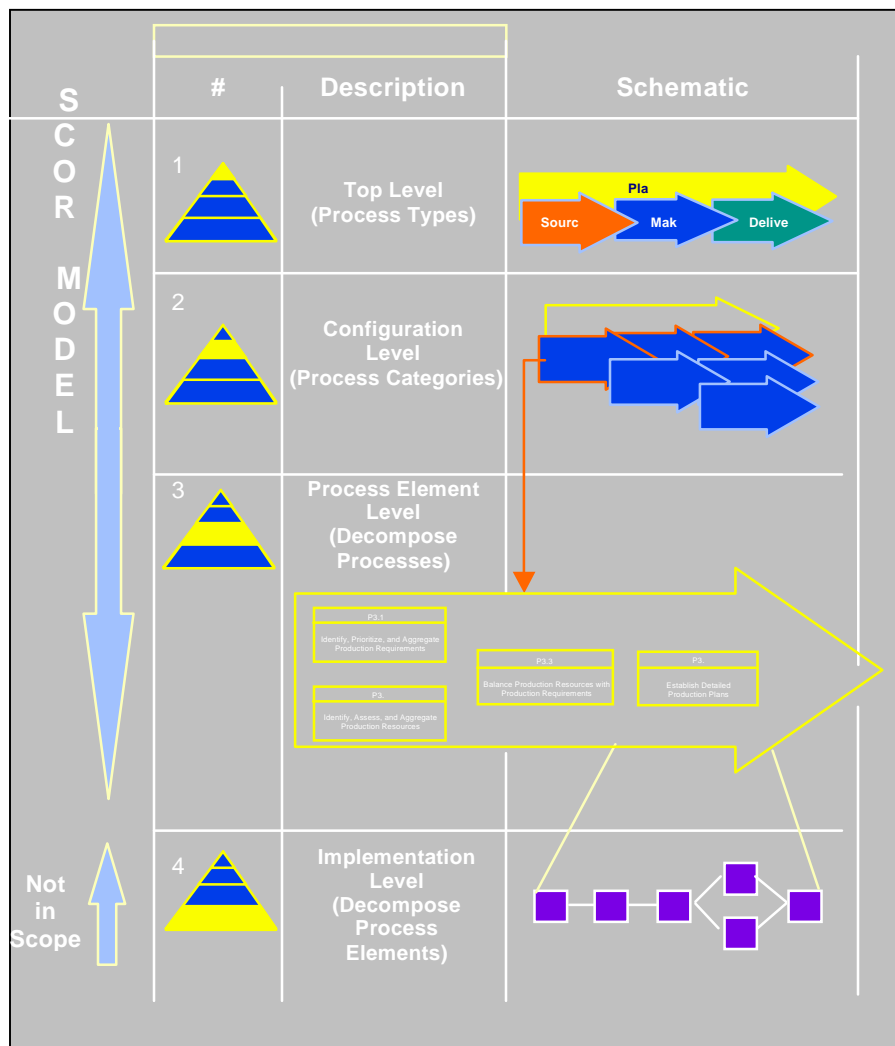 SCOR MODEL
#
Description
Schematic
1
Top Level
(Process Types)
Pla
Sourc
Mak
Delive
2
Configuration
Level
(Process Categories)
3
Process Element
Level
(Decompose
Processes)
P3.1
Identify, Prioritize, and Aggregate
Production Requirements
P3.
Identify, Assess, and Aggregate
Production Resources
P3.3
Balance Production Resources with
Production Requirements
P3.
Establish Detailed
Production Plans
Not
in
Scope
4
Implementation
Level
(Decompose
Process
Elements)